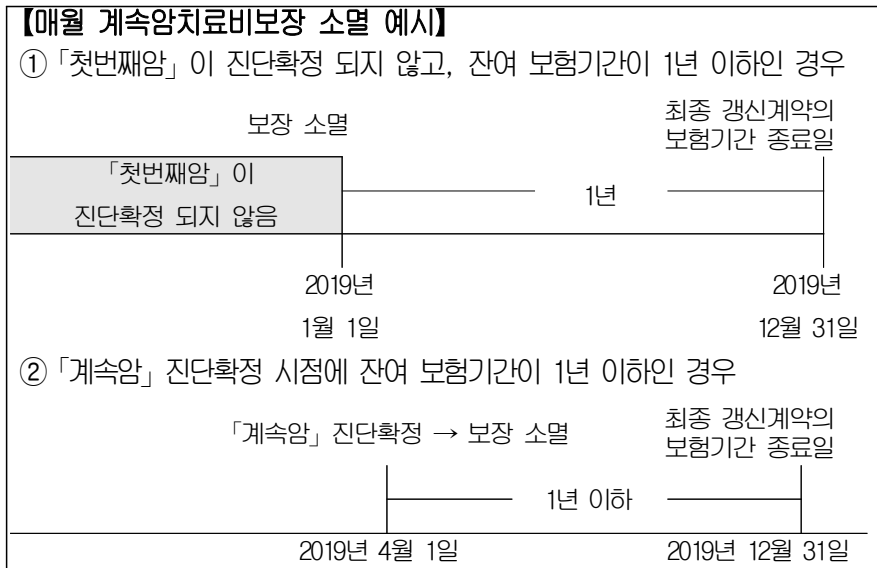 【매월 계속암치료비보장 소멸 예시】
①「첫번째암」이 진단확정 되지 않고, 잔여 보험기간이 1년 이하인 경우
보장 소멸
최종 갱신계약의
보험기간 종료일
「첫번째암」이
진단확정 되지 않음
1년
2019년
1월 1일
2019년
12월 31일
②「계속암」진단확정 시점에 잔여 보험기간이 1년 이하인 경우
「계속암」진단확정 → 보장 소멸
최종 갱신계약의
보험기간 종료일
1년 이하
2019년 4월 1일
2019년 12월 31일